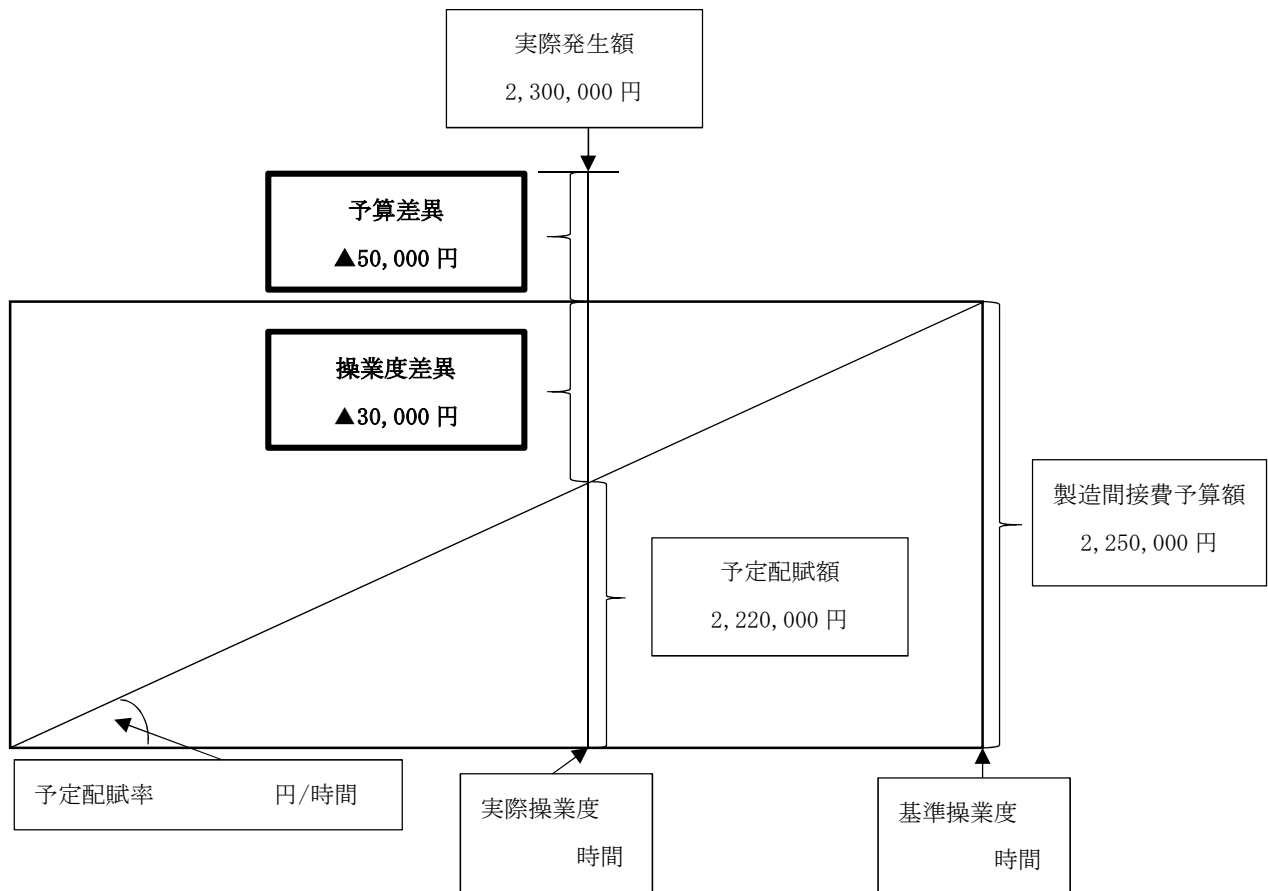 実際発生額
2,300,000 円
予算差異
▲50,000 円
操業度差異
▲30,000 円
製造間接費予算額
2,250,000 円
予定配賦額
2,220,000 円
予定配賦率 円/時間
実際操業度
時間
基準操業度
時間